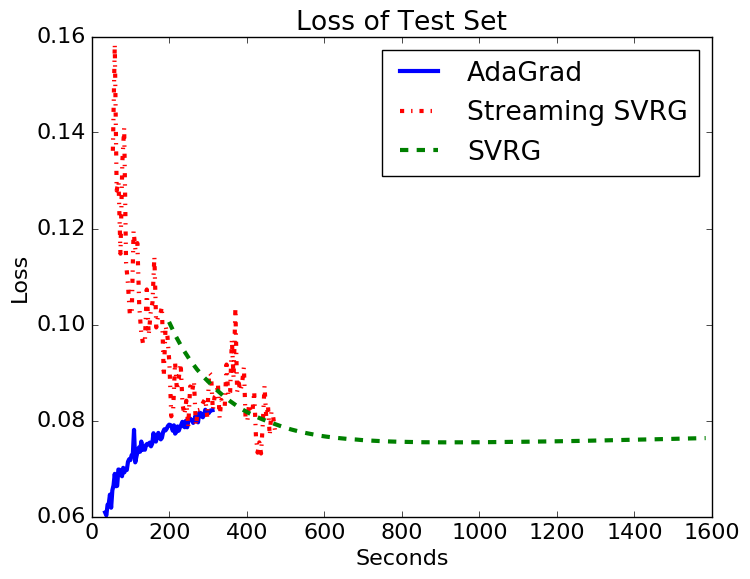 Loss of Test Set
AdaGrad
Streaming SVRG
SVRG
Loss
0.16
0.14
0.12
0.10
0.08
0.06
0 200 400 600 800 1000 1200 1400 1600
Seconds